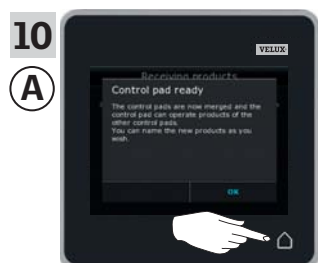 10
A
VELUX
Receiving products
Control pad ready
The control pads are now merged and the
control pad can operate products of the
other control pads.
You can name the new products as you
wish.
OK